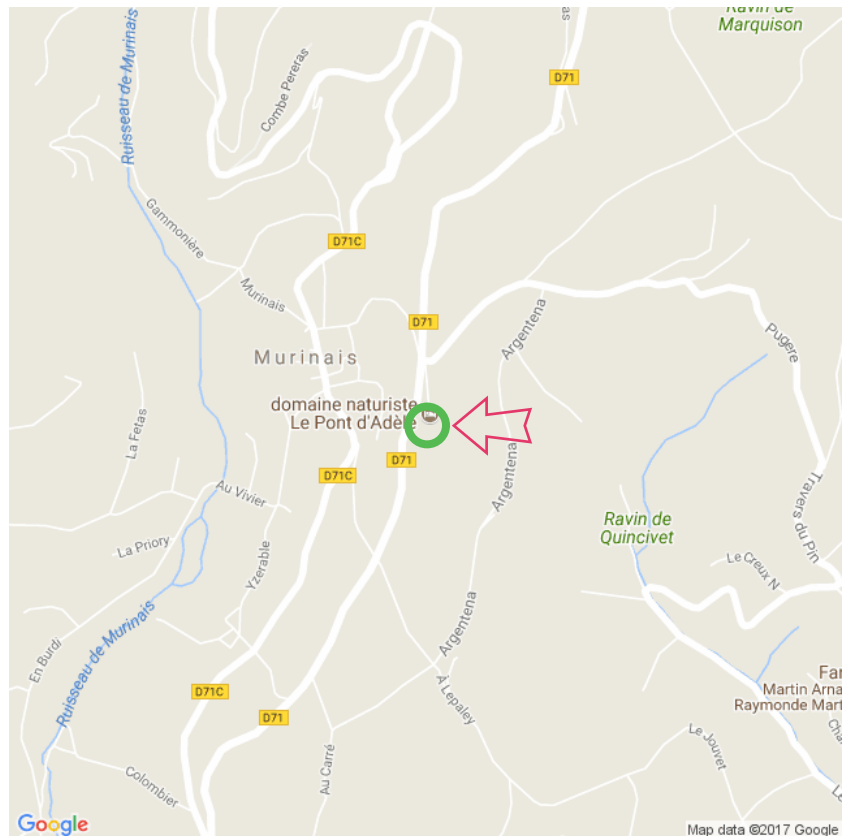 Ravin de
Marquison
D71
Ruisseau de Murinais
Combe Pereras
Gammonière
D71C
Murinais
D71
Argentena
Pugere
Murinais
domaine naturiste
Le Pont d'Adèle
La Fetas
D71
D71C
Argentena
Au Vivier
Travers du Pin
Ravin de
Quincivet
La Priory
Yzerable
Le Creux N
Ruisseau de Murinais
Argentena
En Burdi
À Lepaley
D71C
Martin Arna
Raymonde Mart
D71
Le Jouvet
Au Carré
Colombier
Google
Map data ©2017 Google